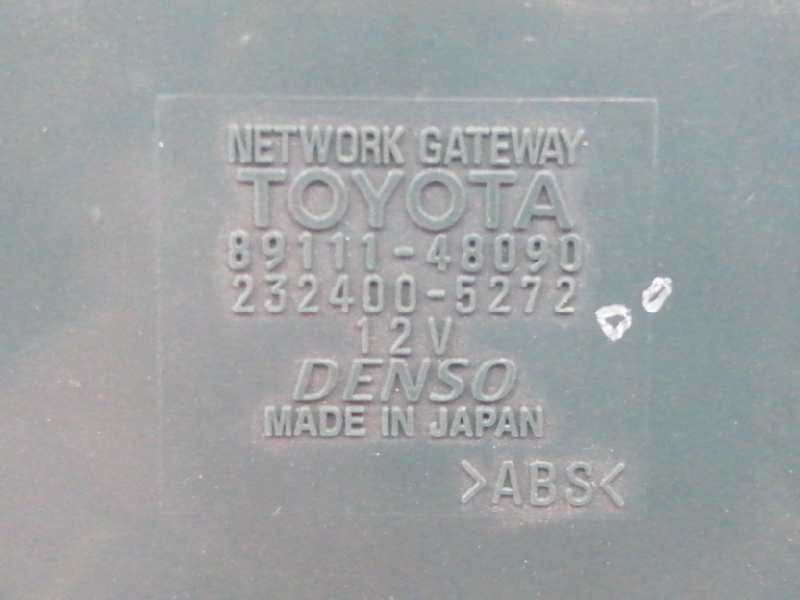 NETWORK GATEWAY
TOYOTA
89111-48090
232400-5272
12V
DENSO
MADE IN JAPAN
>ABS<